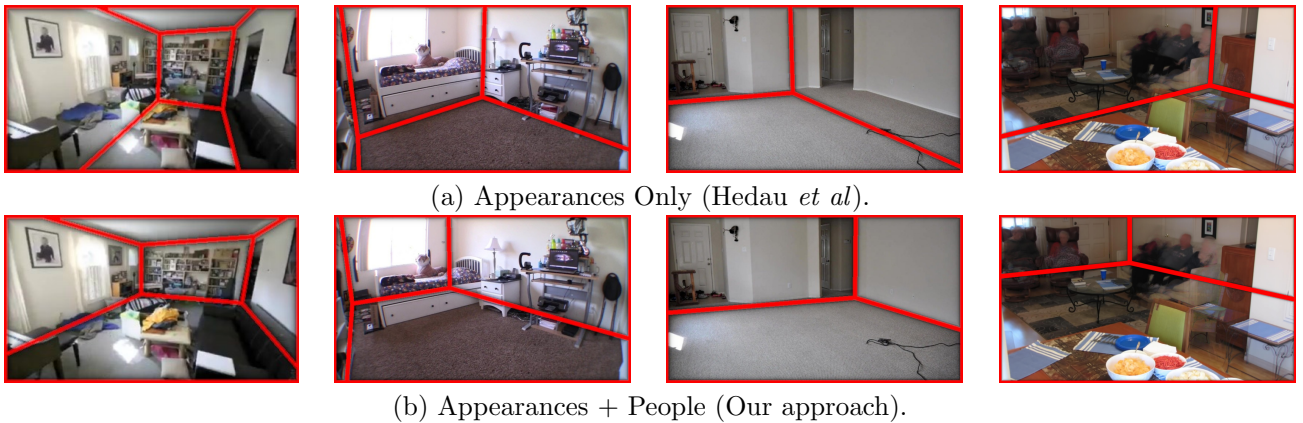 (a) Appearances Only (Hedau et al).
(b) Appearances + People (Our approach).